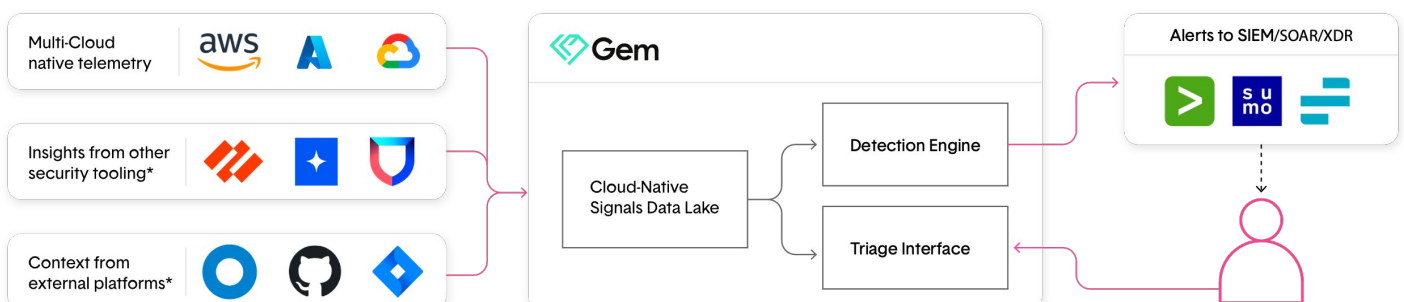 Multi-Cloud
native telemetry
aws
Insights from other
security tooling*
Context from
external platforms*
Gem
Cloud-Native
Signals Data Lake
Detection Engine
Triage Interface
Alerts to SIEM/SOAR/XDR
su
mo